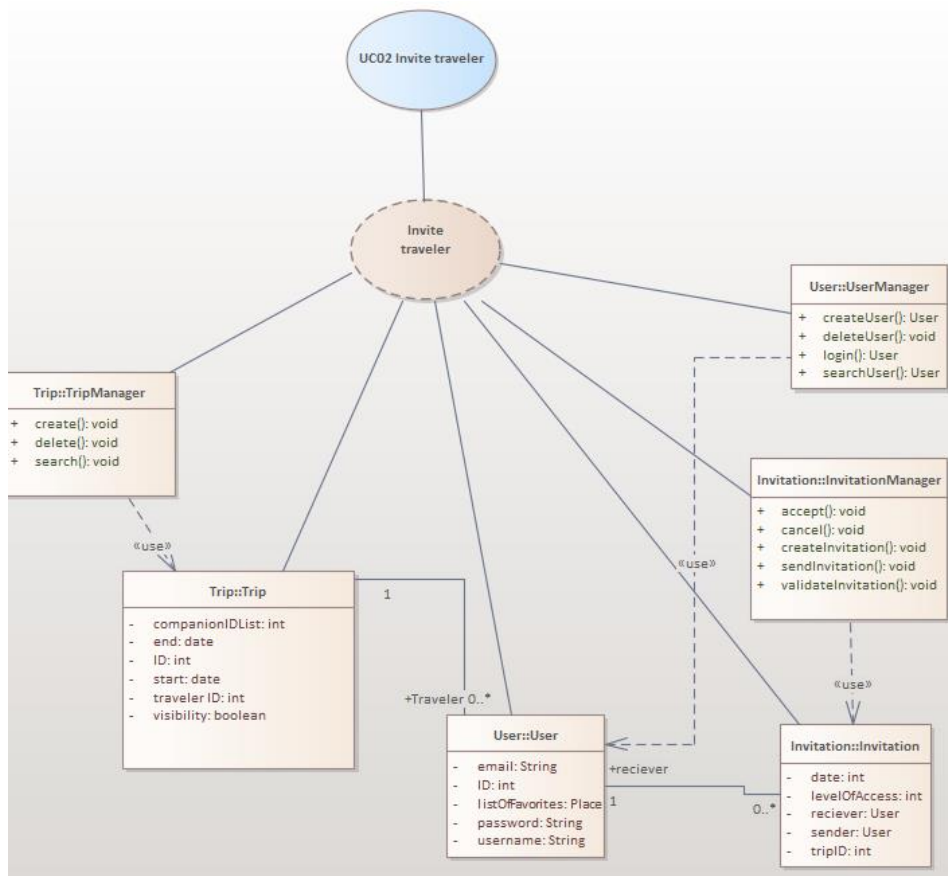 UC02 Invite traveler
Invite
traveler
User::UserManager
+ createUser(): User
+ deleteUser(): void
+ login(): User
+ searchUser(): User
Trip::TripManager
+ create(): void
+ delete(): void
+ search(): void
Invitation::InvitationManager
+ accept(): void
+ cancel(): void
+ createInvitation(): void
+ sendInvitation(): void
+ validateInvitation(): void
«use»
«use»
Trip::Trip
- companionIDList: int
- end: date
- ID: int
- start: date
- traveler ID: int
- visibility: boolean
1
+Traveler 0..*
«use»
User::User
- email: String
- ID: int
- listOfFavorites: Place
- password: String
- username: String
+reciever
1
0..*
Invitation::Invitation
- date: int
- levelOfAccess: int
- reciever: User
- sender: User
- tripID: int